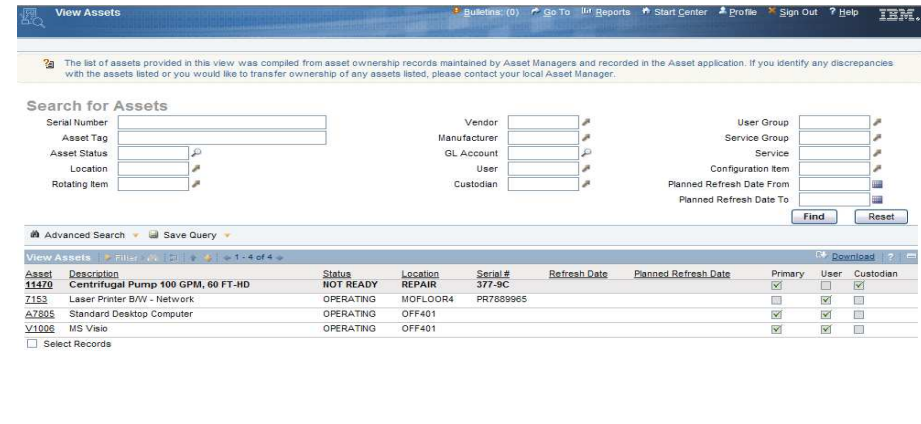 View Assets
Bulletins: (0) Go To Reports Start Center Profile Sign Out ? Help IBM.
The list of assets provided in this view was compiled from asset ownership records maintained by Asset Managers and recorded in the Asset application. If you identify any discrepancies
with the assets listed or you would like to transfer ownership of any assets listed, please contact your local Asset Manager.
Search for Assets
Serial Number Vendor User Group
Asset Tag Manufacturer Service Group
Asset Status GL Account Service
Location User Configuration Item
Rotating Item Custodian Planned Refresh Date From
Planned Refresh Date To
Find Reset
Advanced Search Save Query
View Assets Filter 1 - 4 of 4 Download ?
Asset Description Status Location Serial # Refresh Date Planned Refresh Date Primary User Custodian
11470 Centrifugal Pump 100 GPM, 60 FT-HD NOT READY REPAIR 377-9C
7153 Laser Printer B/W - Network OPERATING MOFLOOR4 PR7889965
A7805 Standard Desktop Computer OPERATING OFF401
V1006 MS Visio OPERATING OFF401
Select Records